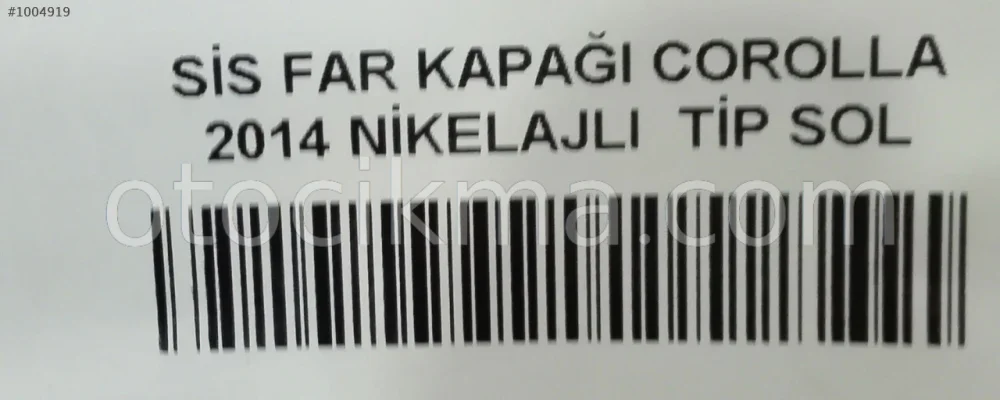 #1004919
SİS FAR KAPAĞI COROLLA
2014 NİKELAJLI TİP SOL
otocikma.com